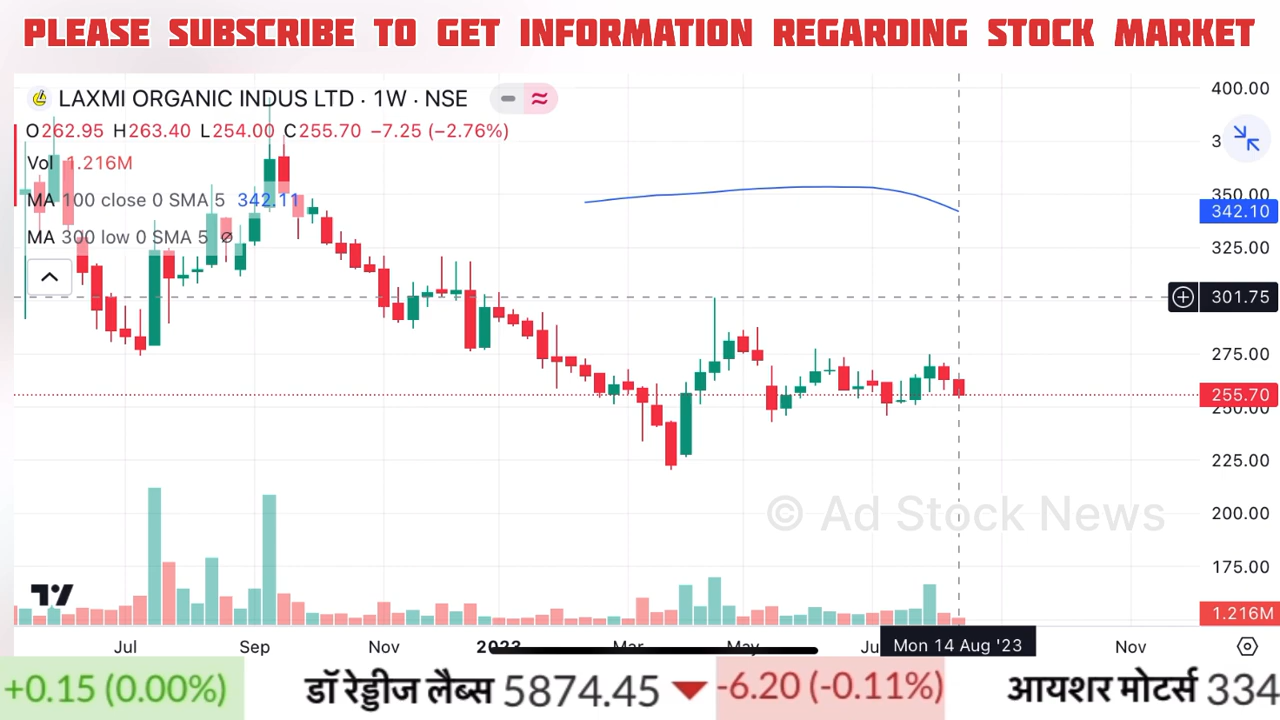 PLEASE SUBSCRIBE TO GET INFORMATION REGARDING STOCK MARKET
LAXMI ORGANIC INDUS LTD · 1W · NSE
O262.95 H263.40 L254.00 C255.70 −7.25 (−2.76%)
Vol 1.216M
MA 100 close 0 SMA 5 342.11
MA 300 low 0 SMA 5 ∅
400.00
350.00
342.10
325.00
301.75
275.00
255.70
250.00
225.00
200.00
175.00
1.216M
© Ad Stock News
Jul Sep Nov 2023 Mar May Mon 14 Aug '23 Nov
+0.15 (0.00%) डॉ रेड्डीज लैब्स 5874.45 -6.20 (-0.11%) आयशर मोटर्स 334